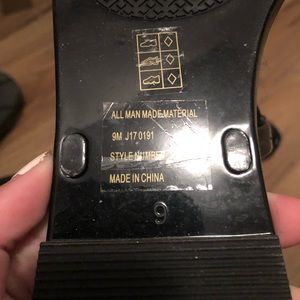 ALL MAN MADE MATERIAL
9M J17 0191
STYLE NUMBER
MADE IN CHINA
9